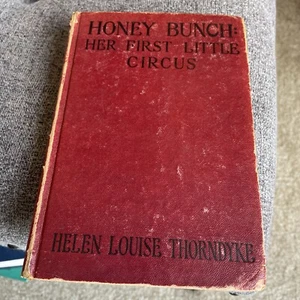 HONEY BUNCH:
HER FIRST LITTLE
CIRCUS
HELEN LOUISE THORNDYKE